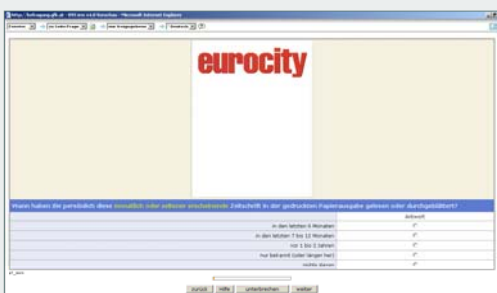 eurocity
Wann haben Sie persönlich diese monatlich oder seltener erscheinende Zeitschrift in der gedruckten Papierausgabe gelesen oder durchgeblättert?
Antwort
in den letzten 6 Monaten
in den letzten 7 bis 12 Monaten
vor 1 bis 2 Jahren
nur bekannt (oder länger her)
nichts davon
zurück Hilfe unterbrechen weiter